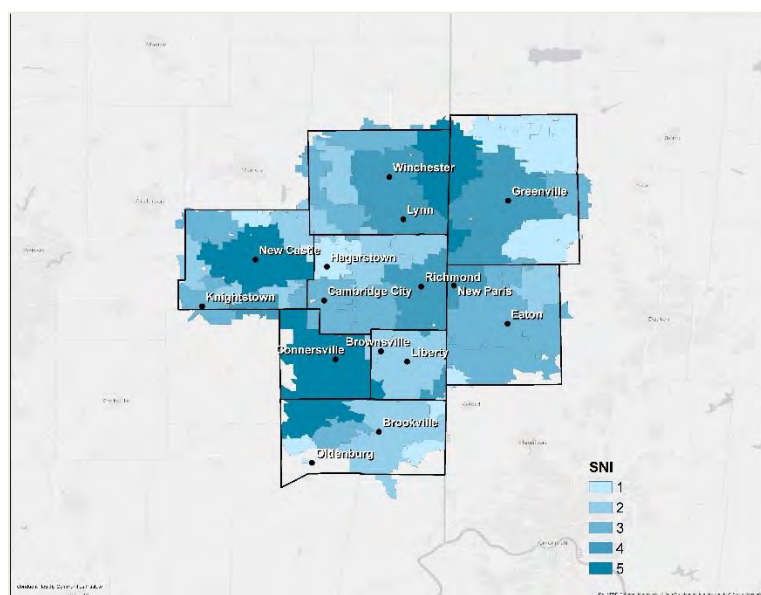 Winchester
Greenville
Lynn
New Castle
Hagarstown
Richmond
New Paris
Cambridge City
Knightstown
Eaton
Brownsville
Connersville
Liberty
Brookville
Oldenburg
SNI
1
2
3
4
5